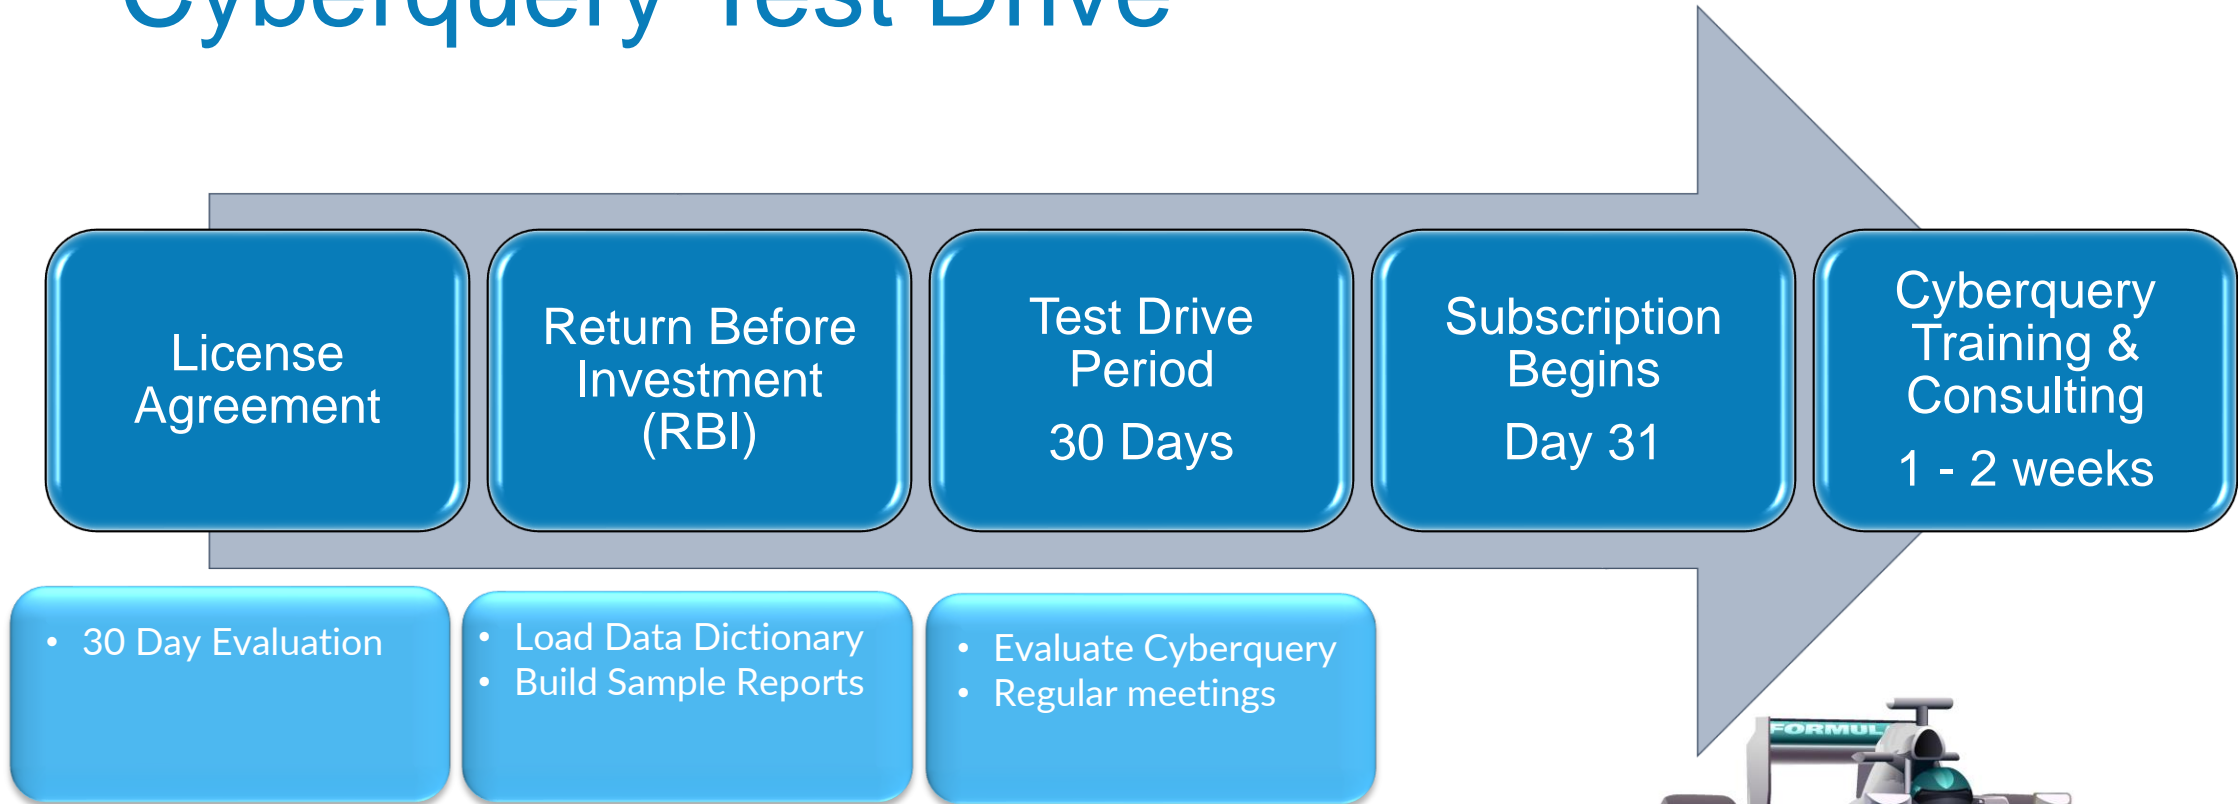 Cyberquery Test Drive
License
Agreement
Return Before
Investment
(RBI)
Test Drive
Period
30 Days
Subscription
Begins
Day 31
Cyberquery
Training &
Consulting
1 - 2 weeks
• 30 Day Evaluation
• Load Data Dictionary
• Build Sample Reports
• Evaluate Cyberquery
• Regular meetings
FORMUL